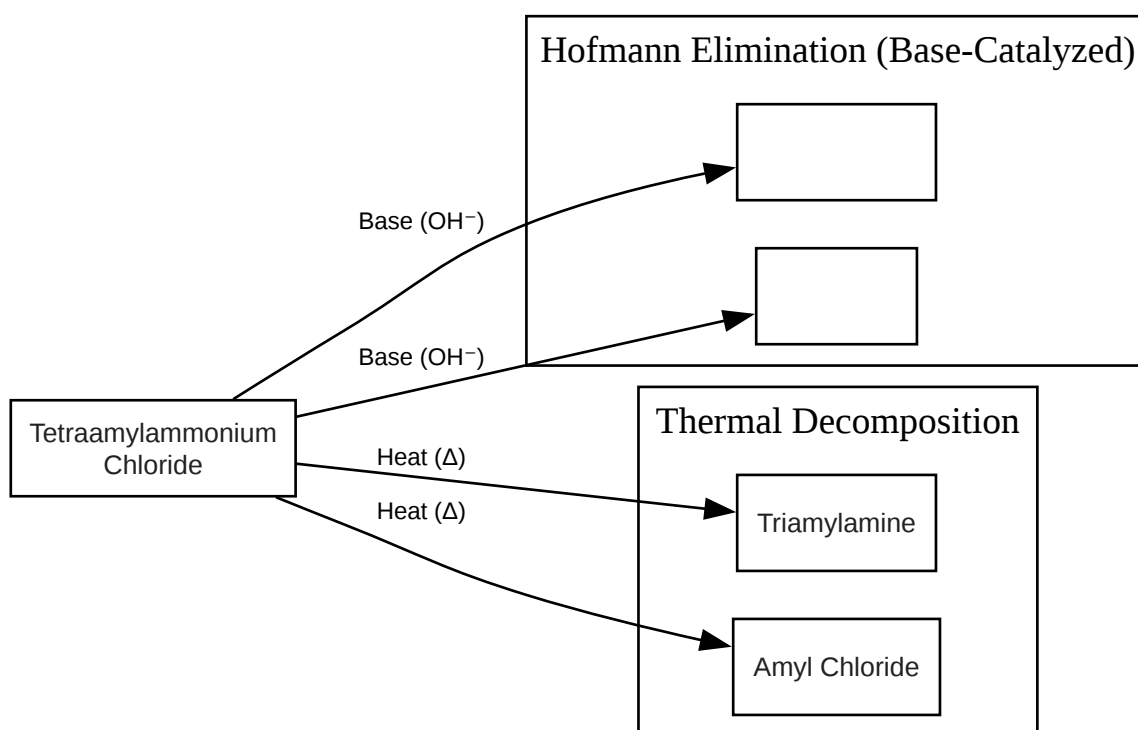 Hofmann Elimination (Base-Catalyzed)
Base (OH⁻)
Base (OH⁻)
Tetraamylammonium
Chloride
Thermal Decomposition
Heat (Δ)
Heat (Δ)
Triamylamine
Amyl Chloride